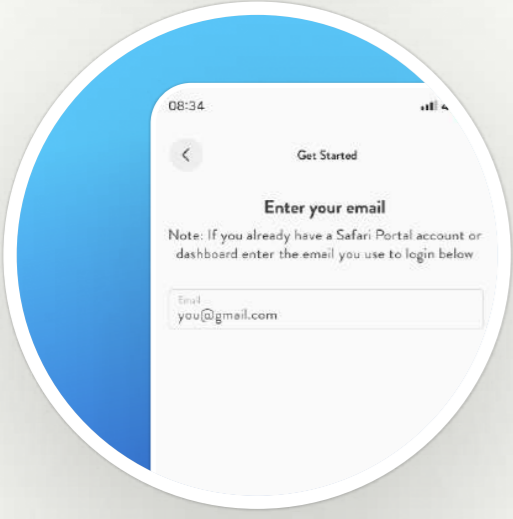 08:34
Get Started
Enter your email
Note: If you already have a Safari Portal account or
dashboard enter the email you use to login below
Email
you@gmail.com